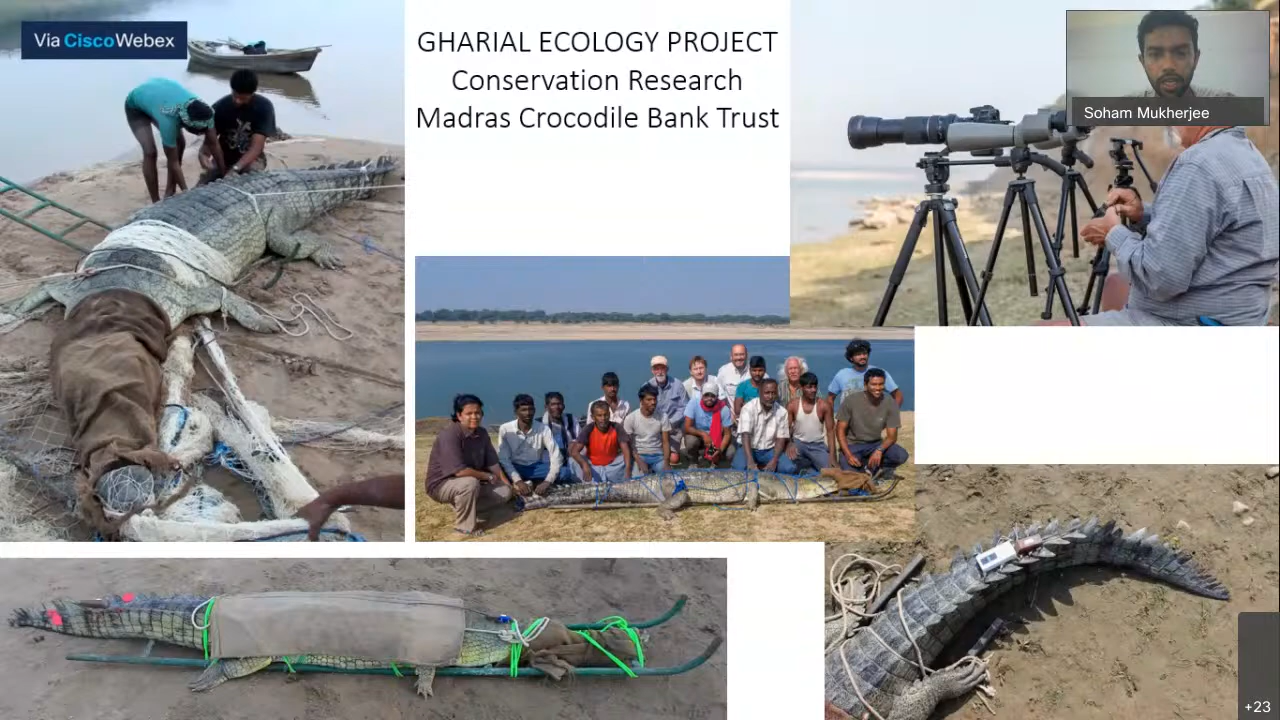 Via CiscoWebex
GHARIAL ECOLOGY PROJECT
Conservation Research
Madras Crocodile Bank Trust
Soham Mukherjee
+23